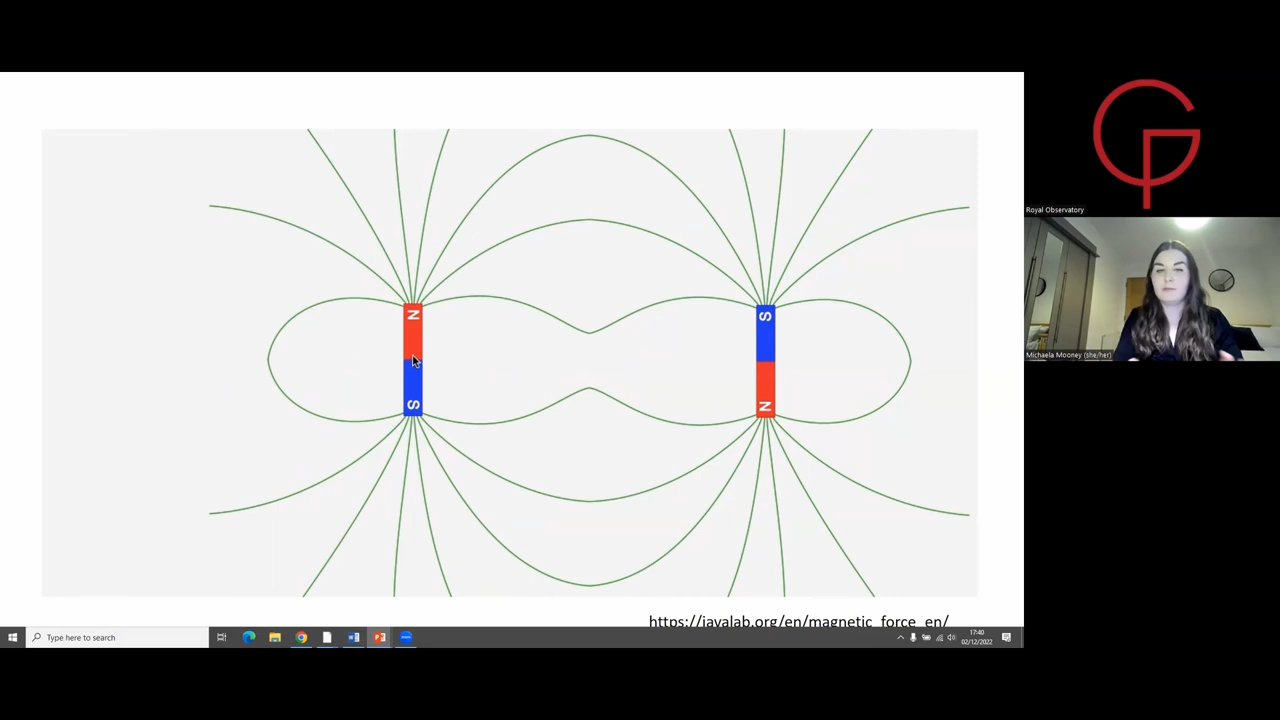 Royal Observatory
N
S
S
N
Michaela Mooney (she/her)
https://javalab.org/en/magnetic_force_en/
Type here to search
17:40
02/12/2022